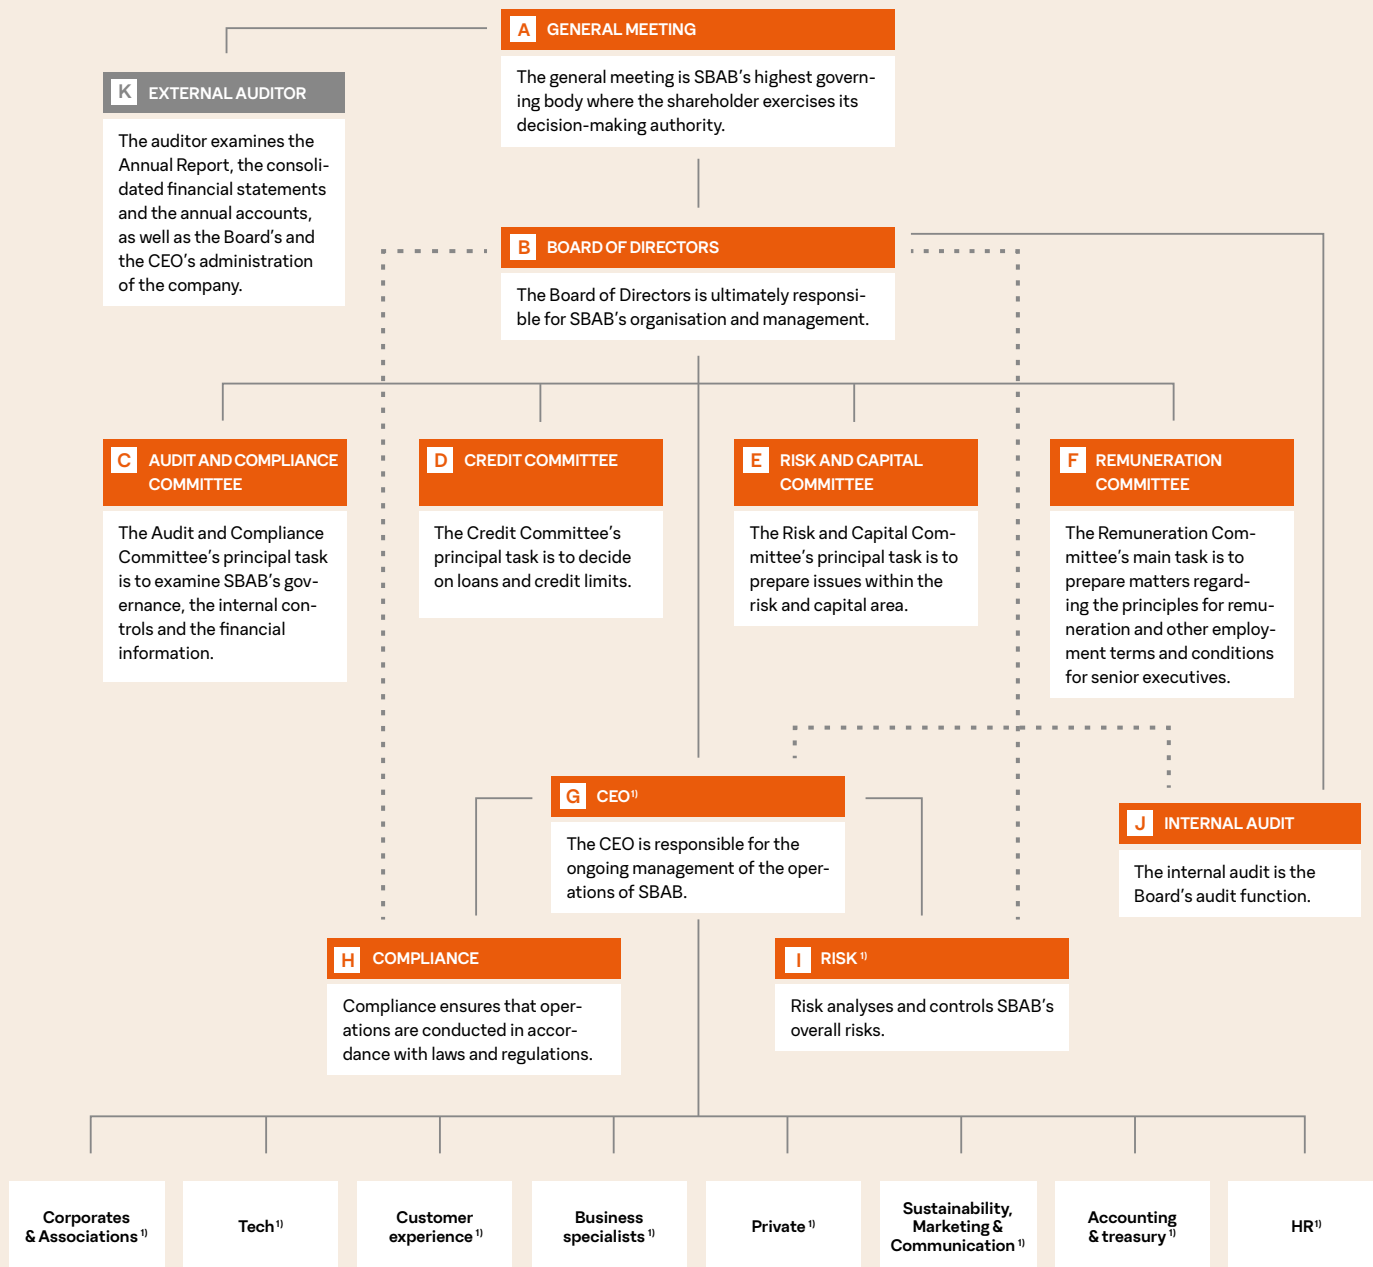 A GENERAL MEETING
The general meeting is SBAB's highest govern-
ing body where the shareholder exercises its
decision-making authority.
K EXTERNAL AUDITOR
The auditor examines the
Annual Report, the consoli-
dated financial statements
and the annual accounts,
as well as the Board's and
the CEO's administration
of the company.
B BOARD OF DIRECTORS
The Board of Directors is ultimately responsi-
ble for SBAB's organisation and management.
C AUDIT AND COMPLIANCE
COMMITTEE
The Audit and Compliance
Committee's principal task
is to examine SBAB's gov-
ernance, the internal con-
trols and the financial
information.
D CREDIT COMMITTEE
The Credit Committee's
principal task is to decide
on loans and credit limits.
E RISK AND CAPITAL
COMMITTEE
The Risk and Capital Com-
mittee's principal task is to
prepare issues within the
risk and capital area.
F REMUNERATION
COMMITTEE
The Remuneration Com-
mittee's main task is to
prepare matters regard-
ing the principles for remu-
neration and other employ-
ment terms and conditions
for senior executives.
G CEO 1)
The CEO is responsible for the
ongoing management of the oper-
ations of SBAB.
J INTERNAL AUDIT
The internal audit is the
Board's audit function.
H COMPLIANCE
Compliance ensures that oper-
ations are conducted in accor-
dance with laws and regulations.
I RISK 1)
Risk analyses and controls SBAB's
overall risks.
Corporates
& Associations 1)
Tech 1)
Customer
experience 1)
Business
specialists 1)
Private 1)
Sustainability,
Marketing &
Communication 1)
Accounting
& treasury 1)
HR 1)